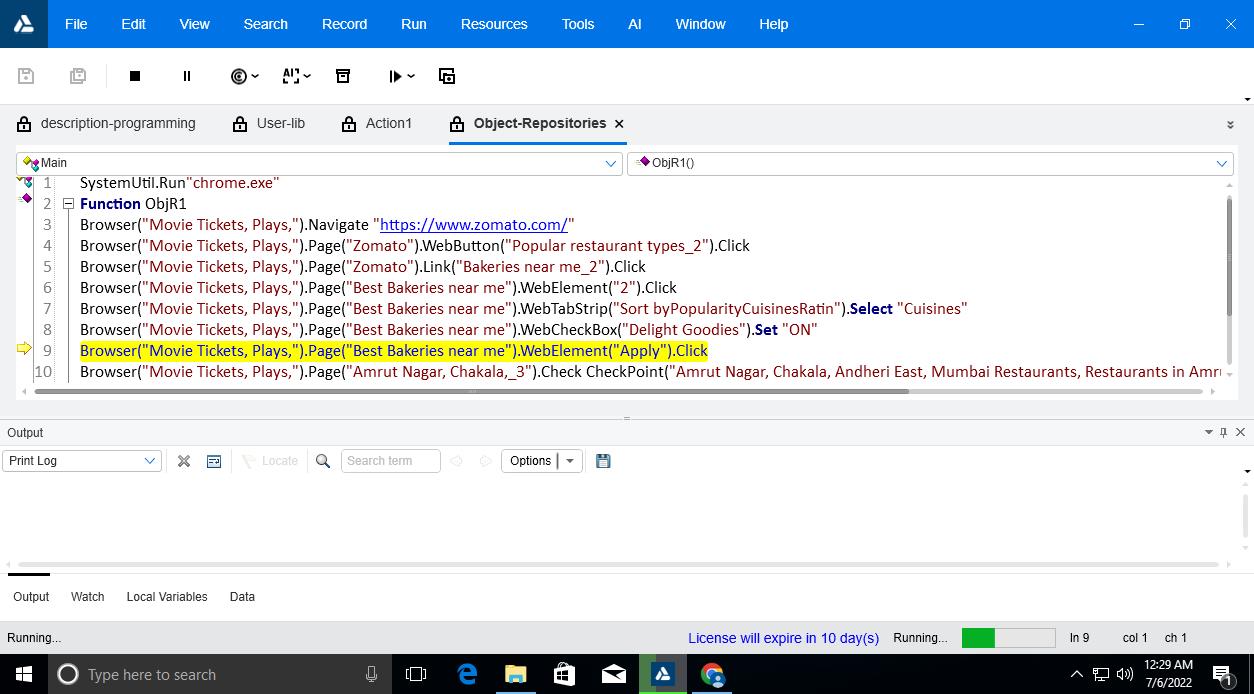 File Edit View Search Record Run Resources Tools AI Window Help
description-programming User-lib Action1 Object-Repositories
Main ObjR1()
1 SystemUtil.Run"chrome.exe"
2 Function ObjR1
3 Browser("Movie Tickets, Plays,").Navigate "https://www.zomato.com/"
4 Browser("Movie Tickets, Plays,").Page("Zomato").WebButton("Popular restaurant types_2").Click
5 Browser("Movie Tickets, Plays,").Page("Zomato").Link("Bakeries near me_2").Click
6 Browser("Movie Tickets, Plays,").Page("Best Bakeries near me").WebElement("2").Click
7 Browser("Movie Tickets, Plays,").Page("Best Bakeries near me").WebTabStrip("Sort byPopularityCuisinesRatin").Select "Cuisines"
8 Browser("Movie Tickets, Plays,").Page("Best Bakeries near me").WebCheckBox("Delight Goodies").Set "ON"
9 Browser("Movie Tickets, Plays,").Page("Best Bakeries near me").WebElement("Apply").Click
10 Browser("Movie Tickets, Plays,").Page("Amrut Nagar, Chakala,_3").Check CheckPoint("Amrut Nagar, Chakala, Andheri East, Mumbai Restaurants, Restaurants in Amru
Output
Print Log Locate Search term Options
Output Watch Local Variables Data
Running... License will expire in 10 day(s) Running... ln 9 col 1 ch 1
Type here to search
12:29 AM
7/6/2022
1